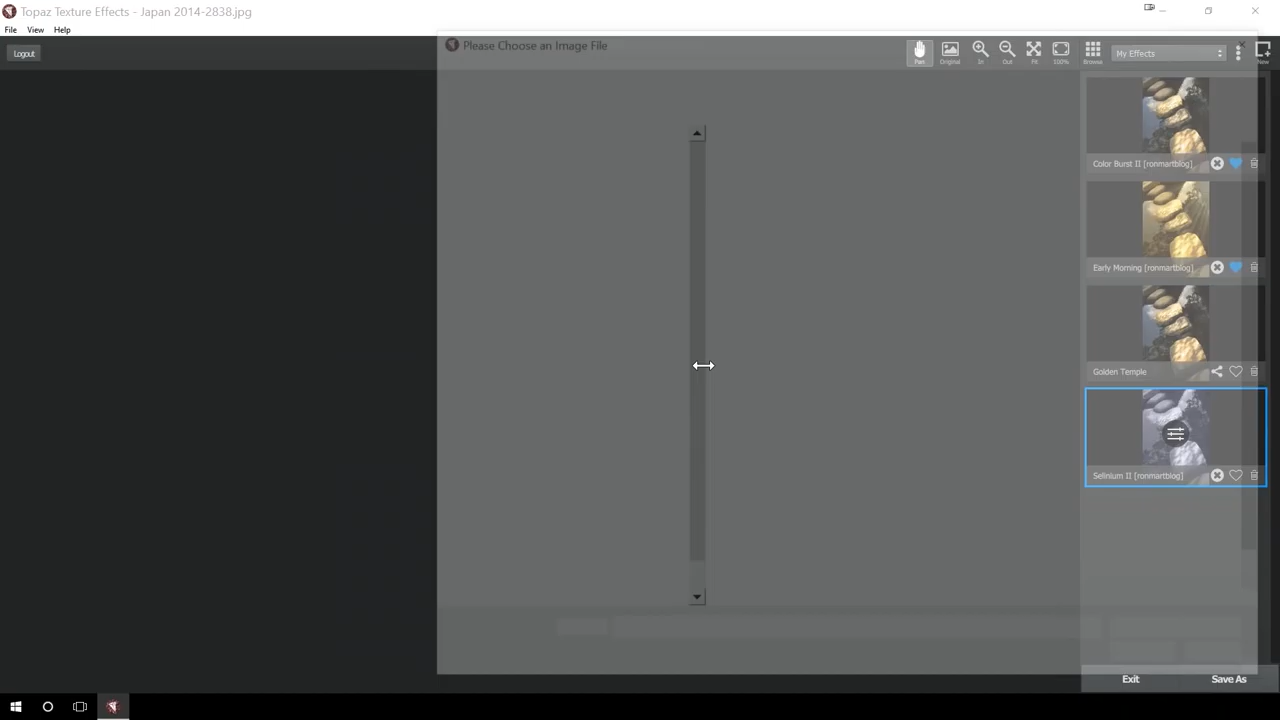 Topaz Texture Effects - Japan 2014-2838.jpg
File View Help
Logout
Please Choose an Image File
Pan Original In Out Fit 100% Browse My Effects New
Color Burst II [ronmartblog]
Early Morning [ronmartblog]
Golden Temple
Selinium II [ronmartblog]
Exit Save As